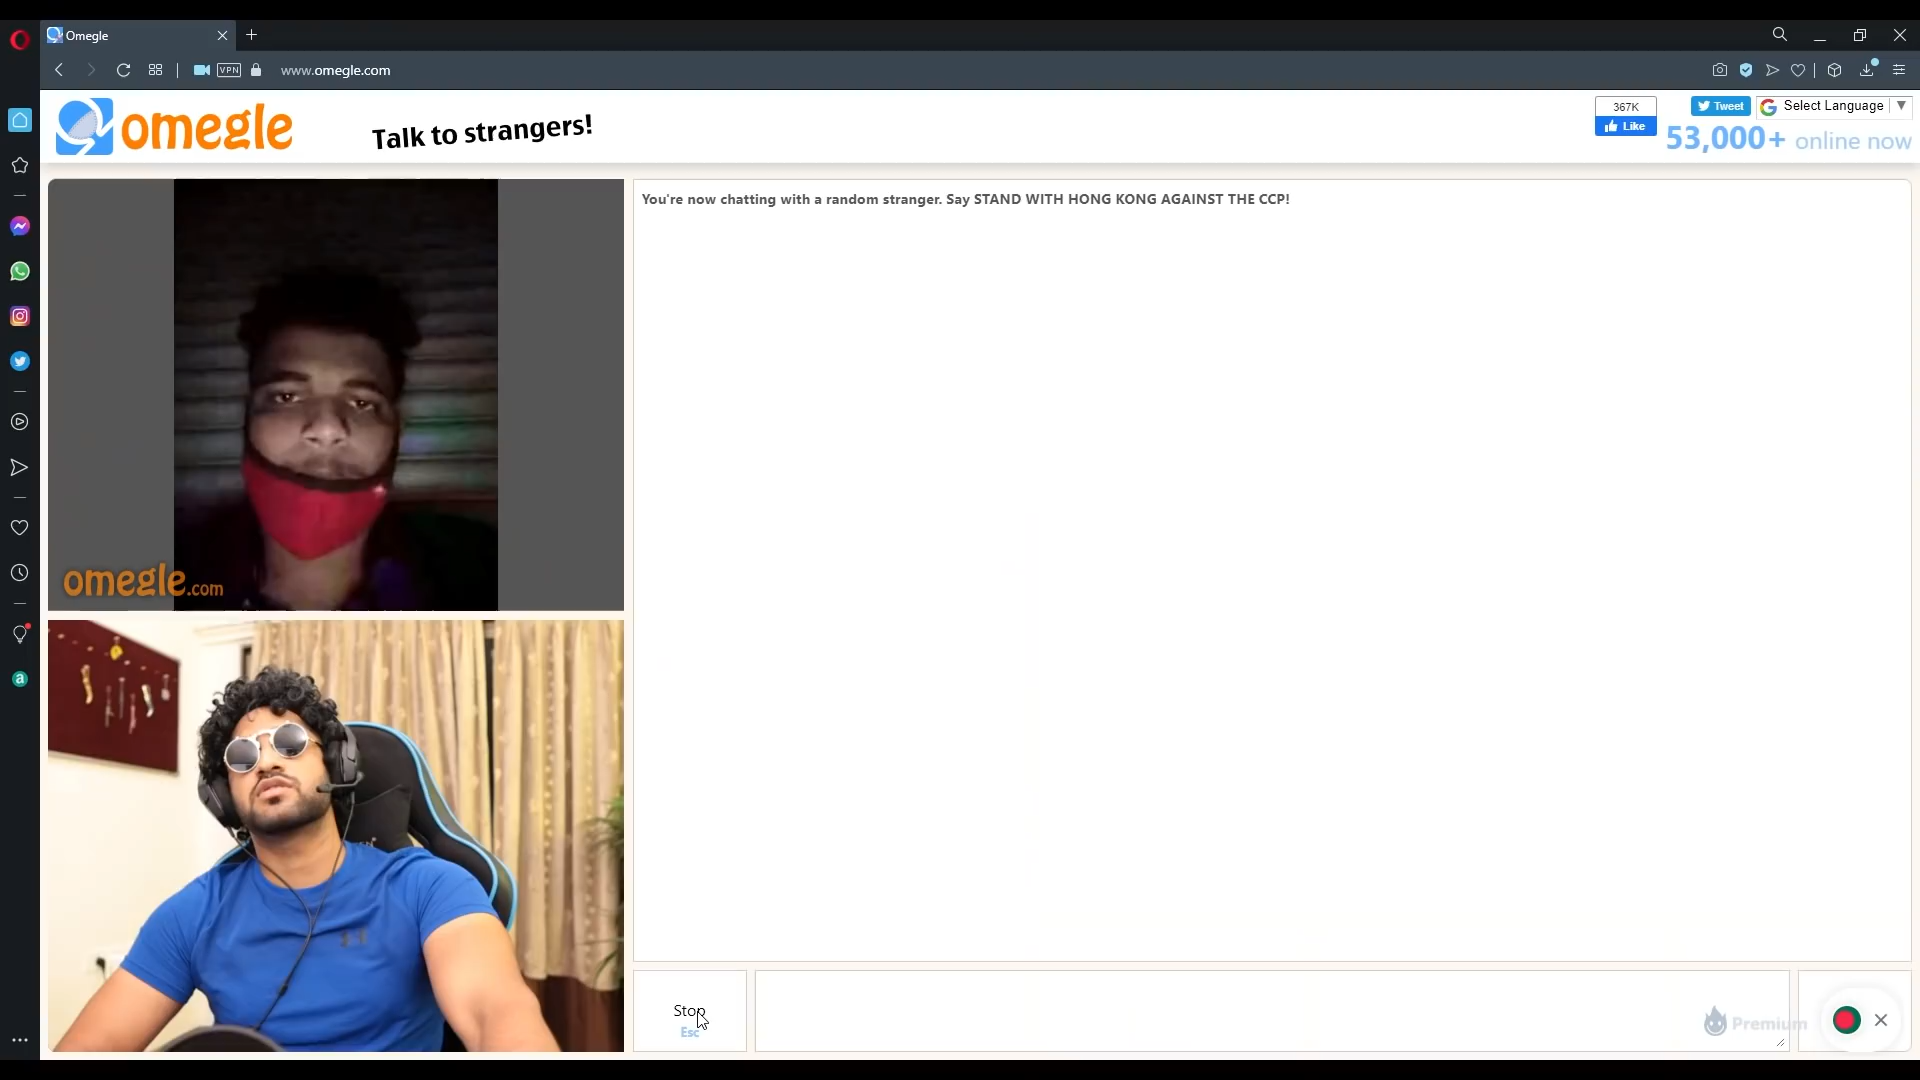 Omegle
VPN
www.omegle.com
omegle
Talk to strangers!
367K
Like
Tweet
Select Language
53,000+ online now
You're now chatting with a random stranger. Say STAND WITH HONG KONG AGAINST THE CCP!
omegle.com
Stop
Esc
Premium